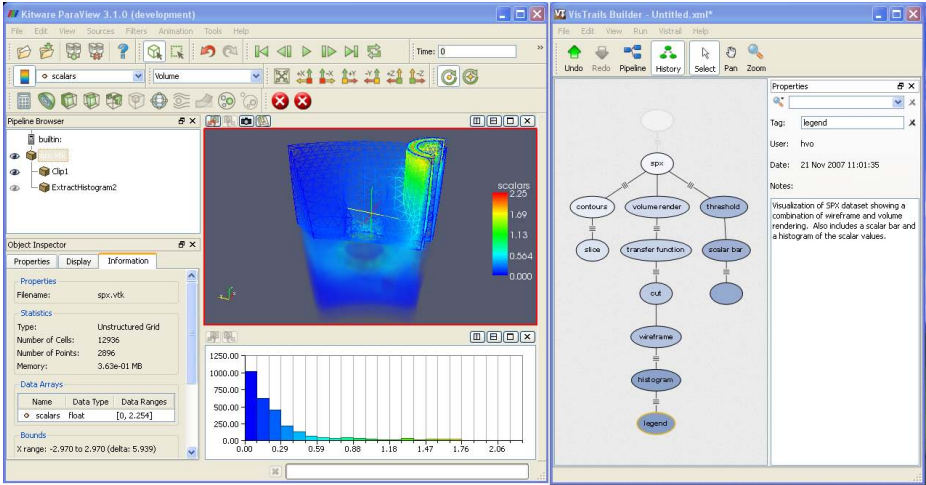 Kitware ParaView 3.1.0 (development)
File Edit View Sources Filters Animation Tools Help
Time: 0
scalars
Volume
Pipeline Browser
builtin:
Clip1
ExtractHistogram2
Object Inspector
Properties Display Information
Properties
Filename: spx.vtk
Statistics
Type: Unstructured Grid
Number of Cells: 12936
Number of Points: 2896
Memory: 3.63e-01 MB
Data Arrays
Name Data Type Data Ranges
scalars float [0, 2.254]
Bounds
X range: -2.970 to 2.970 (delta: 5.939)
scalars
2.25
1.69
1.13
0.564
0.000
1250.00
1000.00
750.00
500.00
250.00
0.00
0.00 0.29 0.59 0.88 1.18 1.47 1.76 2.06
VisTrails Builder - Untitled.xml*
File Edit View Run Vistrail Help
Undo Redo Pipeline History Select Pan Zoom
spx
contours volume render threshold
slice transfer function scalar bar
cut
wireframe
histogram
legend
Properties
Tag: legend
User: hvo
Date: 21 Nov 2007 11:01:35
Notes:
Visualization of SPX dataset showing a
combination of wireframe and volume
rendering. Also includes a scalar bar and
a histogram of the scalar values.